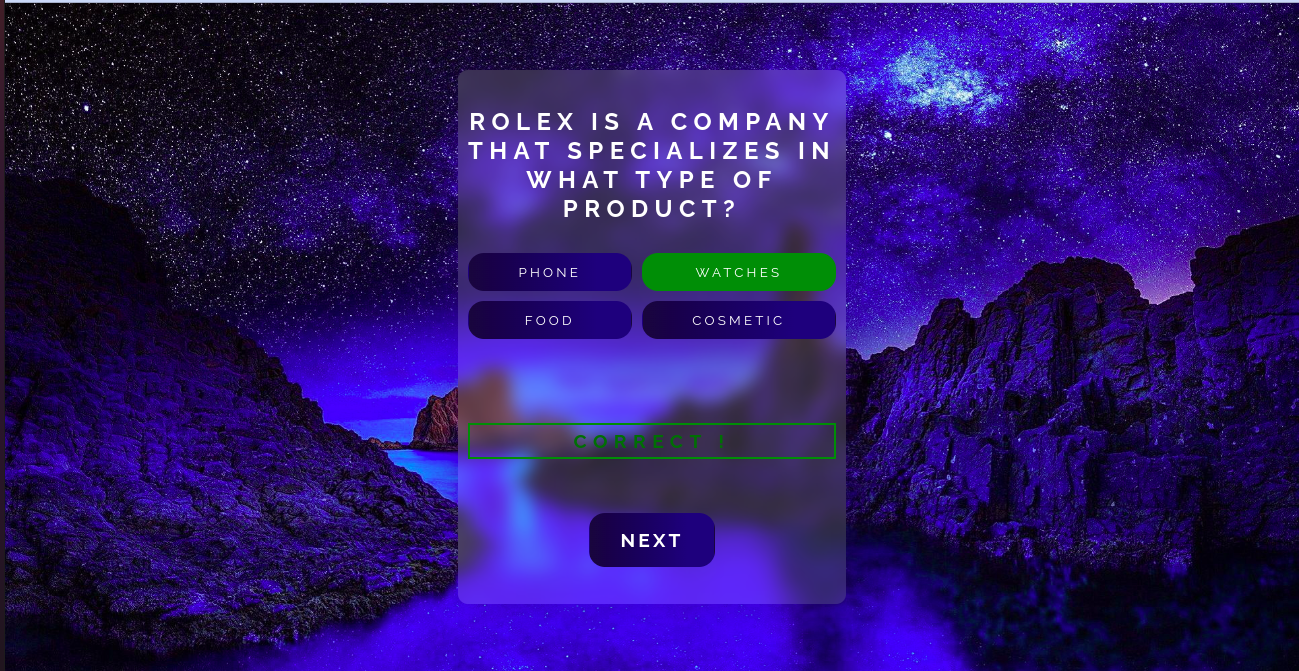 ROLEX IS A COMPANY
THAT SPECIALIZES IN
WHAT TYPE OF
PRODUCT?
PHONE
WATCHES
FOOD
COSMETIC
CORRECT !
NEXT